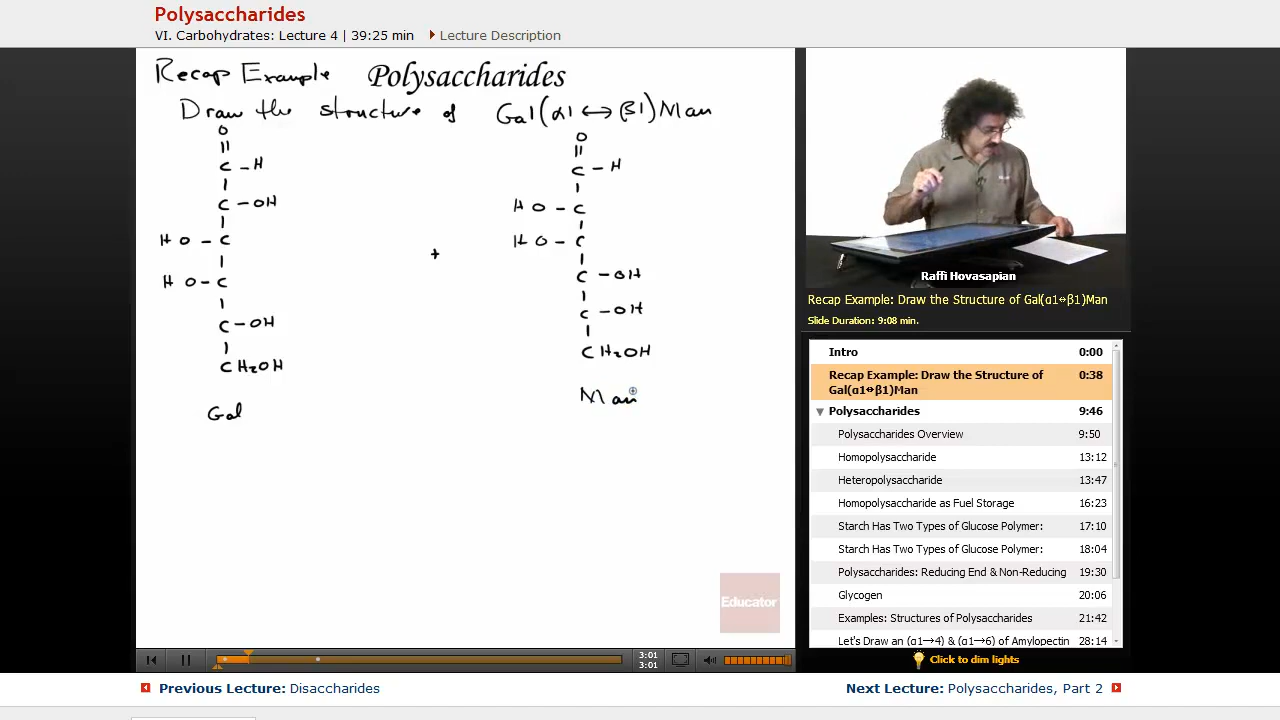 Polysaccharides
VI. Carbohydrates: Lecture 4 | 39:25 min
Lecture Description
Recap Example Polysaccharides
Draw the structure of Gal(α1↔β1)Man
O
||
C - H
|
C - OH
|
HO - C
|
HO - C
|
C - OH
|
CH₂OH
Gal
+
O
||
C - H
|
HO - C
|
HO - C
|
C - OH
|
C - OH
|
CH₂OH
Man
Educator
3:01
3:01
Raffi Hovasapian
Recap Example: Draw the Structure of Gal(α1↔β1)Man
Slide Duration: 9:08 min.
Intro 0:00
Recap Example: Draw the Structure of 0:38
Gal(α1↔β1)Man
Polysaccharides 9:46
Polysaccharides Overview 9:50
Homopolysaccharide 13:12
Heteropolysaccharide 13:47
Homopolysaccharide as Fuel Storage 16:23
Starch Has Two Types of Glucose Polymer: 17:10
Starch Has Two Types of Glucose Polymer: 18:04
Polysaccharides: Reducing End & Non-Reducing 19:30
Glycogen 20:06
Examples: Structures of Polysaccharides 21:42
Let's Draw an (α1→4) & (α1→6) of Amylopectin 28:14
Click to dim lights
Previous Lecture: Disaccharides
Next Lecture: Polysaccharides, Part 2